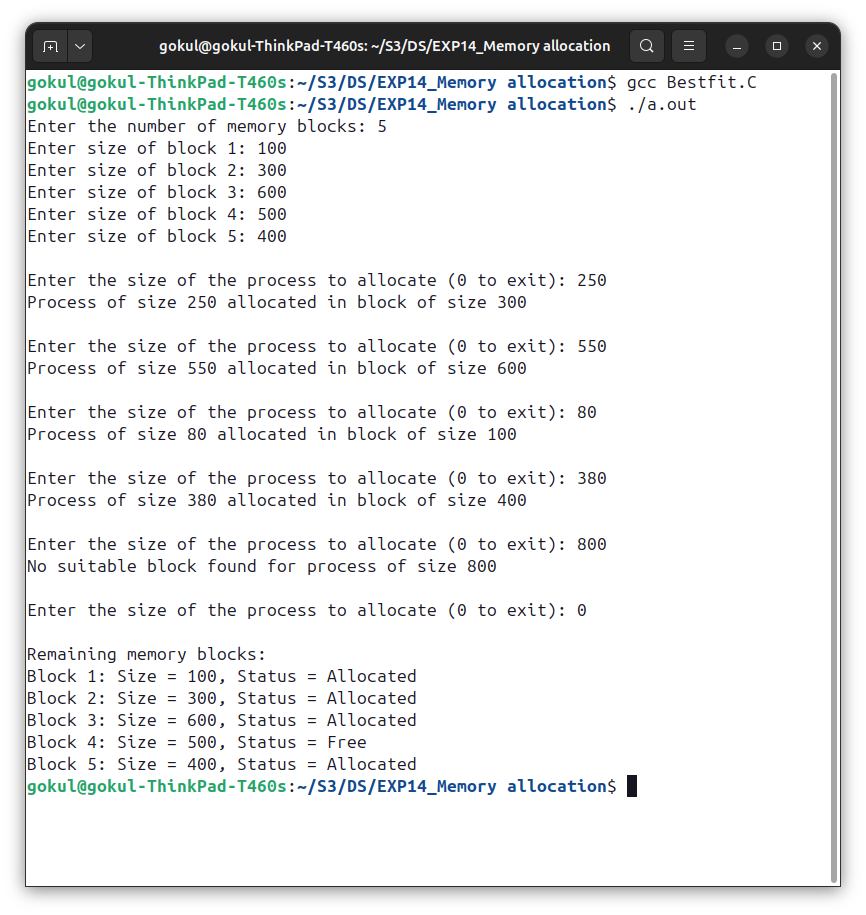 gokul@gokul-ThinkPad-T460s: ~/S3/DS/EXP14_Memory allocation
gokul@gokul-ThinkPad-T460s:~/S3/DS/EXP14_Memory allocation$ gcc Bestfit.C
gokul@gokul-ThinkPad-T460s:~/S3/DS/EXP14_Memory allocation$ ./a.out
Enter the number of memory blocks: 5
Enter size of block 1: 100
Enter size of block 2: 300
Enter size of block 3: 600
Enter size of block 4: 500
Enter size of block 5: 400

Enter the size of the process to allocate (0 to exit): 250
Process of size 250 allocated in block of size 300

Enter the size of the process to allocate (0 to exit): 550
Process of size 550 allocated in block of size 600

Enter the size of the process to allocate (0 to exit): 80
Process of size 80 allocated in block of size 100

Enter the size of the process to allocate (0 to exit): 380
Process of size 380 allocated in block of size 400

Enter the size of the process to allocate (0 to exit): 800
No suitable block found for process of size 800

Enter the size of the process to allocate (0 to exit): 0

Remaining memory blocks:
Block 1: Size = 100, Status = Allocated
Block 2: Size = 300, Status = Allocated
Block 3: Size = 600, Status = Allocated
Block 4: Size = 500, Status = Free
Block 5: Size = 400, Status = Allocated
gokul@gokul-ThinkPad-T460s:~/S3/DS/EXP14_Memory allocation$